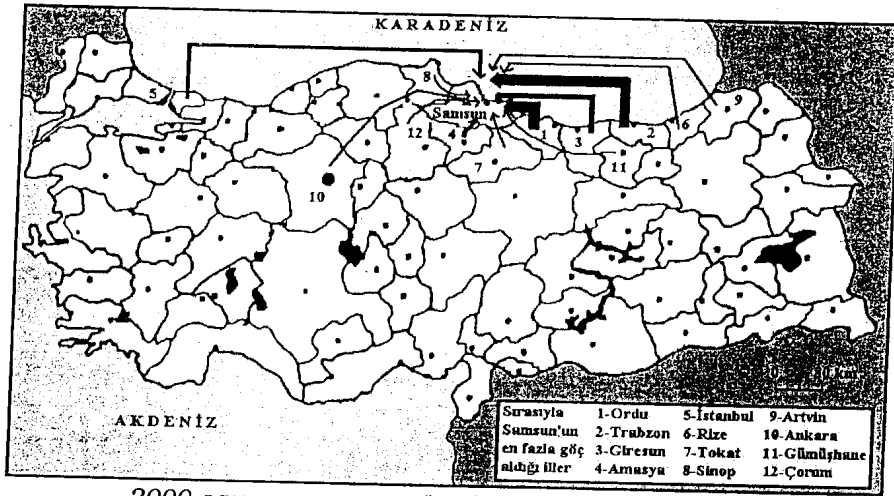 KARADENİZ
8
5
9
Samsun
1
2
6
12
4
3
7
11
10
km
AKDENİZ
Sırasıyla 1-Ordu 5-İstanbul 9-Artvin
Samsun'un 2-Trabzon 6-Rize 10-Ankara
en fazla göç 3-Giresun 7-Tokat 11-Gümüşhane
aldığı iller 4-Amasya 8-Sinop 12-Çorum
2000